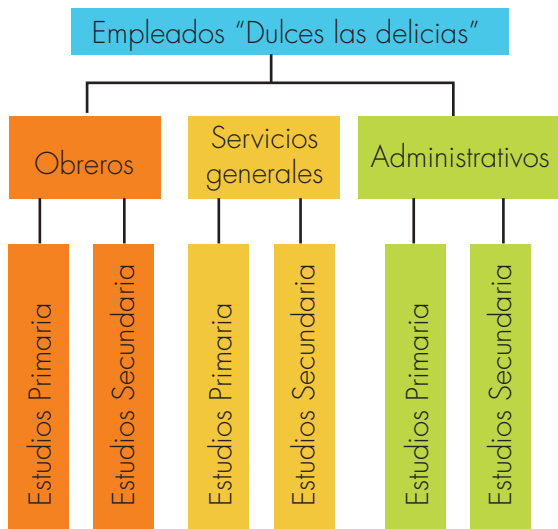 Empleados “Dulces las delicias”
Obreros
Servicios
generales
Administrativos
Estudios Primaria
Estudios Secundaria
Estudios Primaria
Estudios Secundaria
Estudios Primaria
Estudios Secundaria